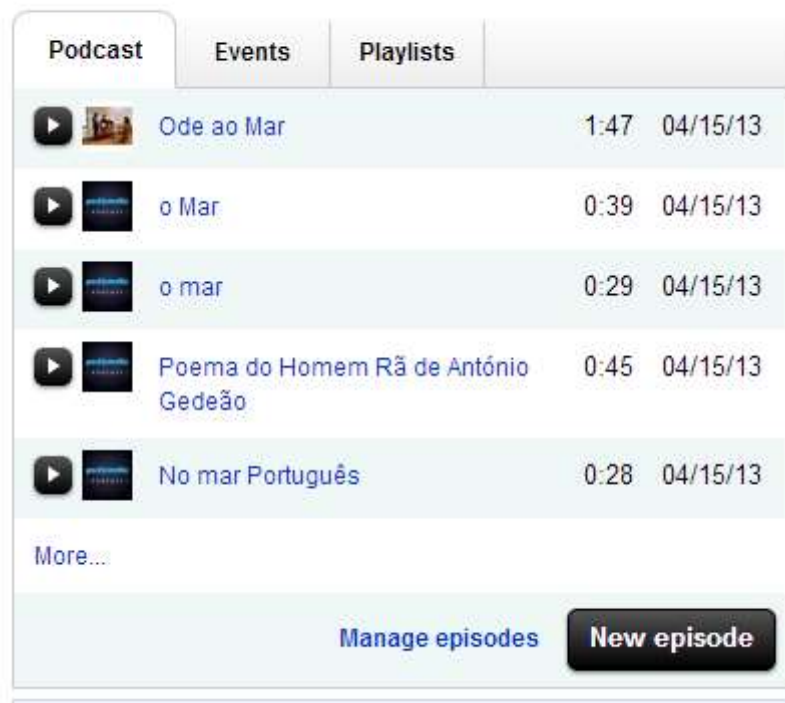 Podcast Events Playlists
Ode ao Mar 1:47 04/15/13
o Mar 0:39 04/15/13
o mar 0:29 04/15/13
Poema do Homem Rã de António 0:45 04/15/13
Gedeão
No mar Português 0:28 04/15/13
More...
Manage episodes New episode